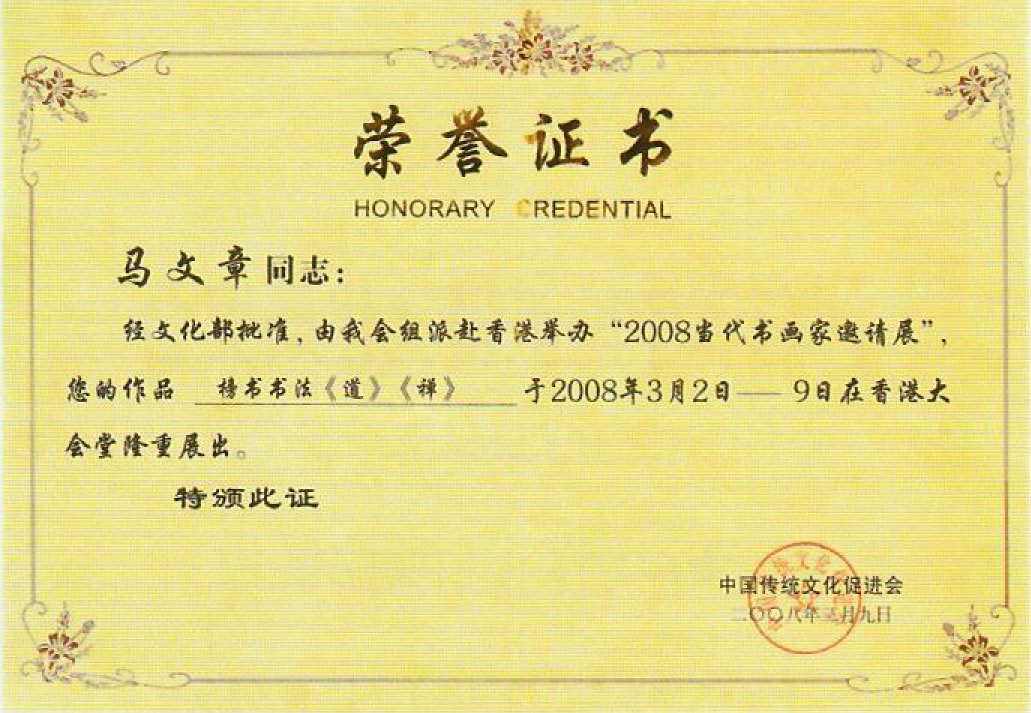 荣誉证书
HONORARY CREDENTIAL
马文章同志：
经文化部批准，由我会组派赴香港举办“2008当代书画家邀请展”，
您的作品 榜书书法《道》《禅》 于2008年3月2日—— 9日在香港大
会堂隆重展出。
特颁此证
中国传统文化促进会
二〇〇八年三月九日